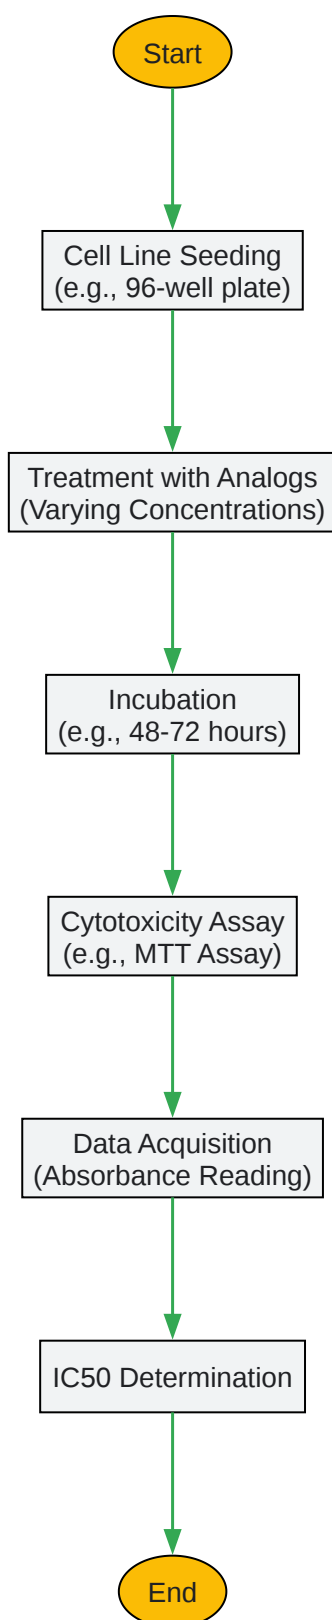 Start
Cell Line Seeding
(e.g., 96-well plate)
Treatment with Analogs
(Varying Concentrations)
Incubation
(e.g., 48-72 hours)
Cytotoxicity Assay
(e.g., MTT Assay)
Data Acquisition
(Absorbance Reading)
IC50 Determination
End